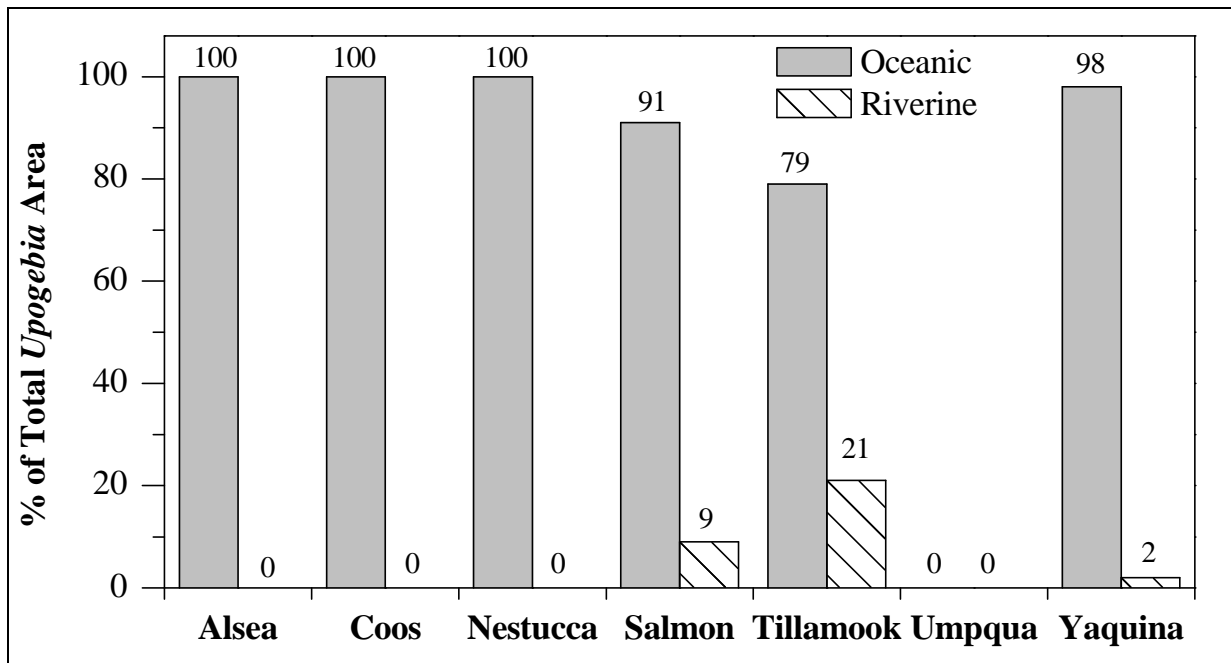 % of Total Upogebia Area
100
80
60
40
20
0
Oceanic
Riverine
100
0
100
0
100
0
91
9
79
21
0
0
98
2
Alsea
Coos
Nestucca
Salmon
Tillamook
Umpqua
Yaquina